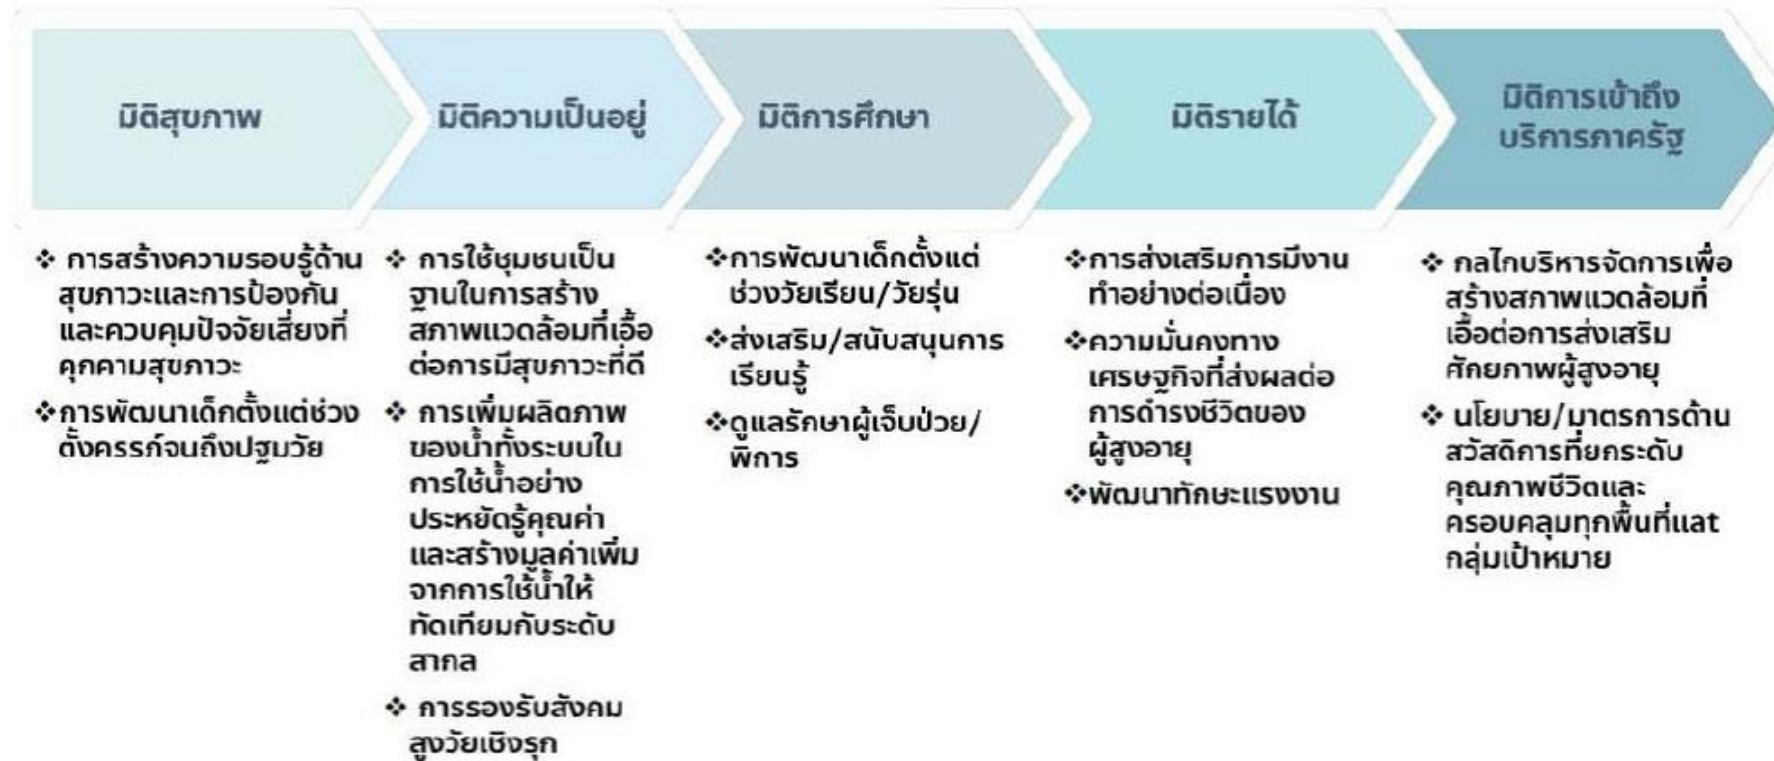 มิติสุขภาพ
มิติความเป็นอยู่
มิติการศึกษา
มิติรายได้
มิติการเข้าถึง
บริการภาครัฐ
❖ การสร้างความรอบรู้ด้าน
สุขภาวะและการป้องกัน
และควบคุมปัจจัยเสี่ยงที่
คุกคามสุขภาวะ
❖การพัฒนาเด็กตั้งแต่ช่วง
ตั้งครรภ์จนถึงปฐมวัย
❖ การใช้ชุมชนเป็น
ฐานในการสร้าง
สภาพแวดล้อมที่เอื้อ
ต่อการมีสุขภาวะที่ดี
❖ การเพิ่มผลิตภาพ
ของน้ำทั้งระบบใน
การใช้น้ำอย่าง
ประหยัดรู้คุณค่า
และสร้างมูลค่าเพิ่ม
จากการใช้น้ำให้
ทัดเทียมกับระดับ
สากล
❖ การรองรับสังคม
สูงวัยเชิงรุก
❖การพัฒนาเด็กตั้งแต่
ช่วงวัยเรียน/วัยรุ่น
❖ส่งเสริม/สนับสนุนการ
เรียนรู้
❖ดูแลรักษาผู้เจ็บป่วย/
พิการ
❖การส่งเสริมการมีงาน
ทำอย่างต่อเนื่อง
❖ความมั่นคงทาง
เศรษฐกิจที่ส่งผลต่อ
การดำรงชีวิตของ
ผู้สูงอายุ
❖พัฒนาทักษะแรงงาน
❖ กลไกบริหารจัดการเพื่อ
สร้างสภาพแวดล้อมที่
เอื้อต่อการส่งเสริม
ศักยภาพผู้สูงอายุ
❖ นโยบาย/มาตรการด้าน
สวัสดิการที่ยกระดับ
คุณภาพชีวิตและ
ครอบคลุมทุกพื้นที่และ
กลุ่มเป้าหมาย